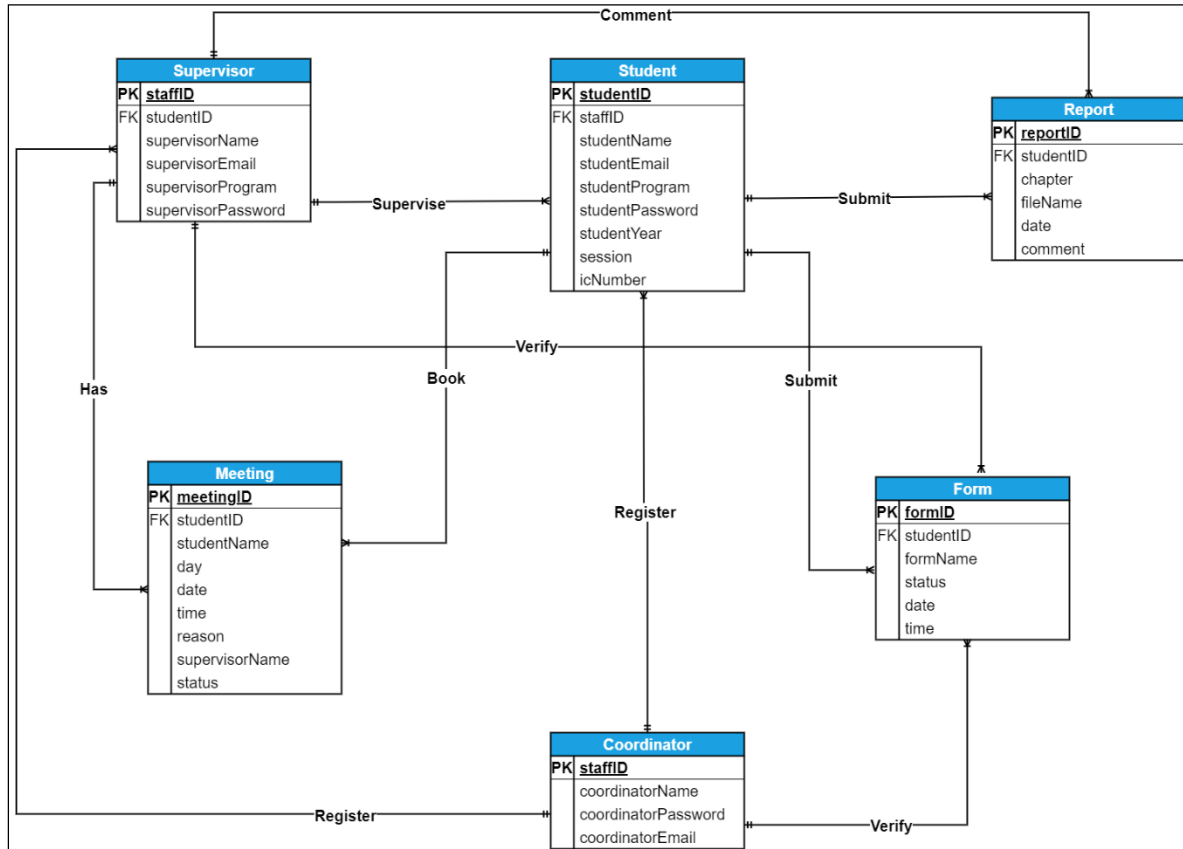 Comment
Supervisor
PK staffID
FK studentID
supervisorName
supervisorEmail
supervisorProgram
supervisorPassword
Student
PK studentID
FK staffID
studentName
studentEmail
studentProgram
studentPassword
studentYear
session
icNumber
Report
PK reportID
FK studentID
chapter
fileName
date
comment
Supervise
Submit
Verify
Has
Book
Submit
Meeting
PK meetingID
FK studentID
studentName
day
date
time
reason
supervisorName
status
Register
Form
PK formID
FK studentID
formName
status
date
time
Coordinator
PK staffID
coordinatorName
coordinatorPassword
coordinatorEmail
Register
Verify